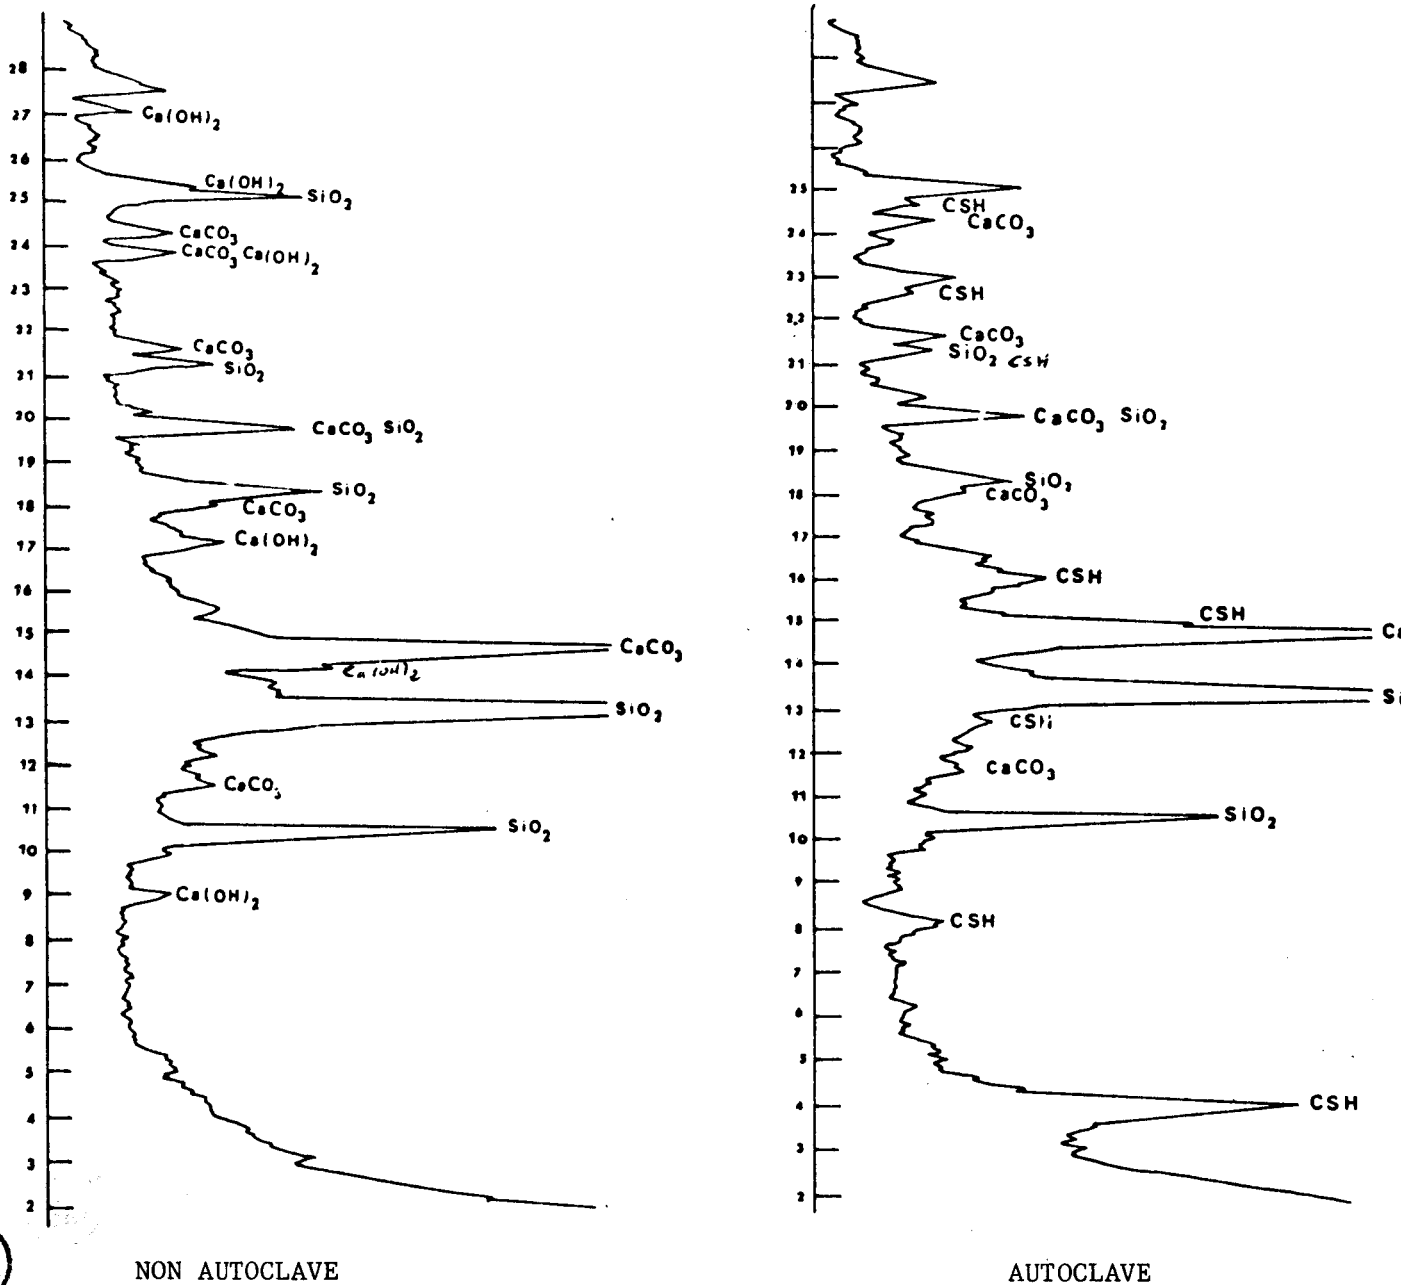 28
27
Ca(OH)2
26
Ca(OH)2
25
SiO2
CaCO3
24
CaCO3 Ca(OH)2
23
22
CaCO3
21
SiO2
20
CaCO3 SiO2
19
SiO2
18
CaCO3
17
Ca(OH)2
16
15
CaCO3
14
Ca(OH)2
13
SiO2
12
CaCO3
11
SiO2
10
9
Ca(OH)2
8
7
6
5
4
3
2
NON AUTOCLAVE
25
CSH
CaCO3
24
23
CSH
22
CaCO3
SiO2 CSH
21
20
CaCO3 SiO2
19
SiO2
18
CaCO3
17
16
CSH
15
CSH
Ca
14
Si
13
CSH
12
CaCO3
11
SiO2
10
9
8
CSH
7
6
5
4
CSH
3
2
AUTOCLAVE